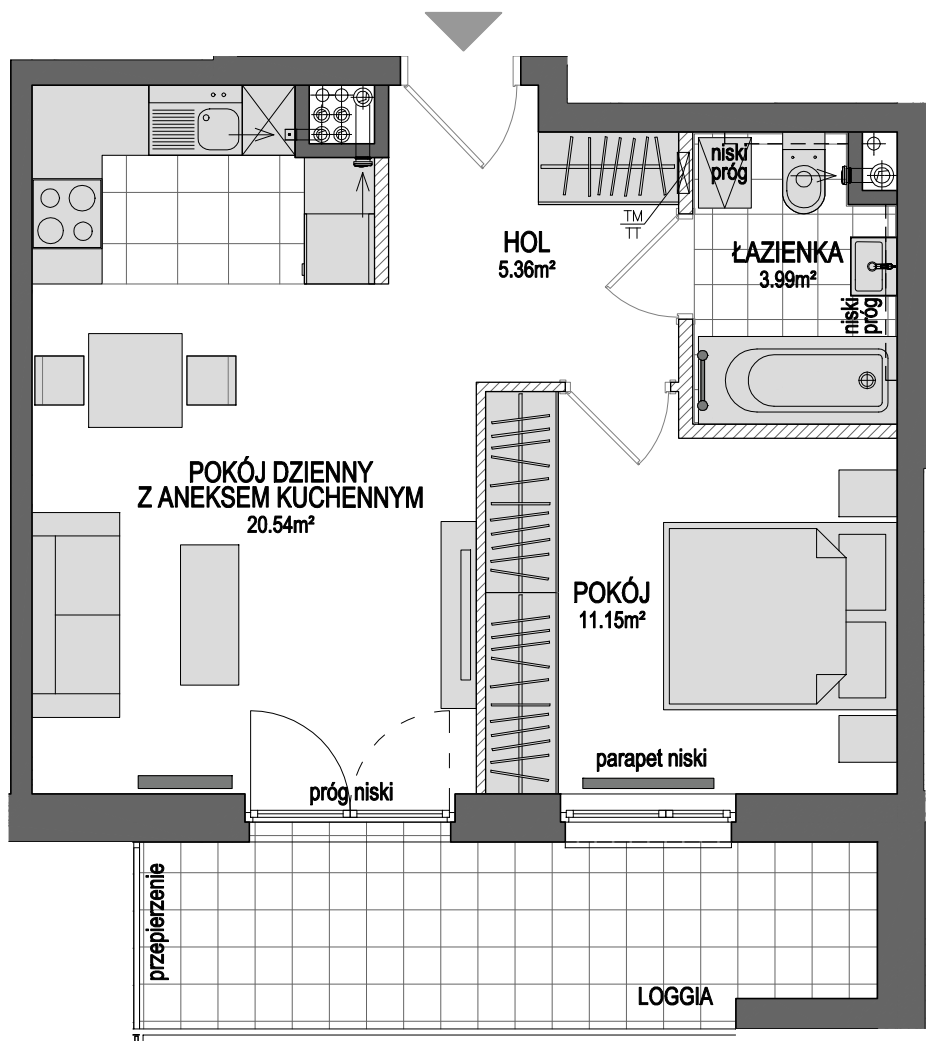 niski
próg
TM
TT
HOL
5.36m²
ŁAZIENKA
3.99m²
niski
próg
POKÓJ DZIENNY
Z ANEKSEM KUCHENNYM
20.54m²
POKÓJ
11.15m²
parapet niski
próg niski
przepierzenie
LOGGIA